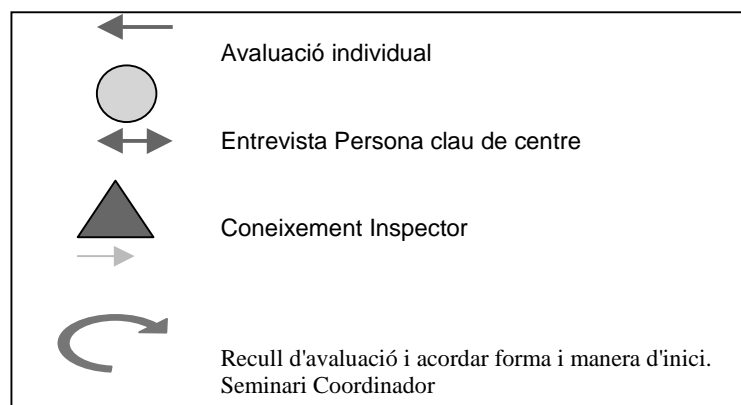 Avaluació individual
Entrevista Persona clau de centre
Coneixement Inspector
Recull d'avaluació i acordar forma i manera d'inici.
Seminari Coordinador